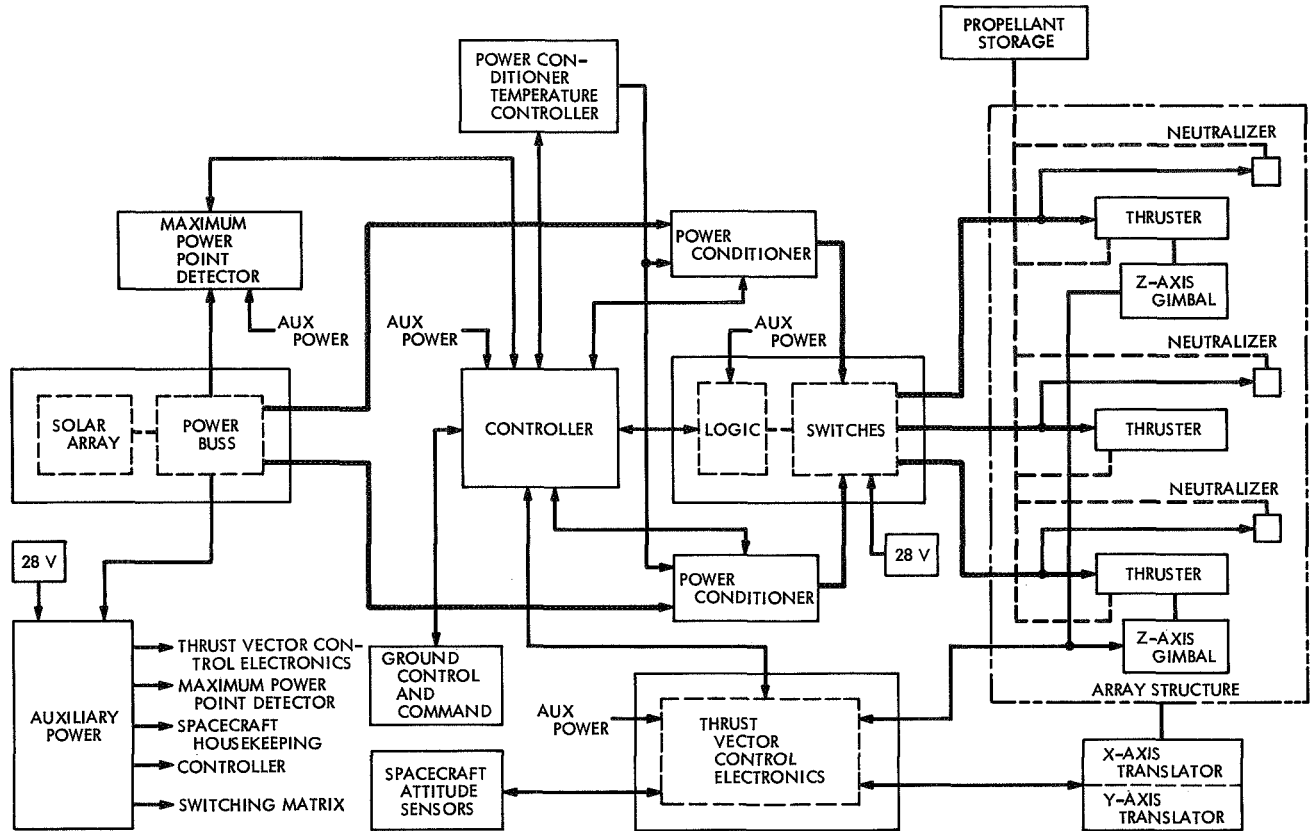 PROPELLANT
STORAGE
POWER CON-
DITIONER
TEMPERATURE
CONTROLLER
NEUTRALIZER
MAXIMUM
POWER
POINT
DETECTOR
POWER
CONDITIONER
THRUSTER
Z-AXIS
GIMBAL
AUX
POWER
AUX
POWER
AUX
POWER
NEUTRALIZER
SOLAR
ARRAY
POWER
BUSS
CONTROLLER
LOGIC
SWITCHES
THRUSTER
NEUTRALIZER
28 V
28 V
POWER
CONDITIONER
THRUSTER
Z-AXIS
GIMBAL
ARRAY STRUCTURE
AUXILIARY
POWER
THRUST VECTOR CON-
TROL ELECTRONICS
MAXIMUM POWER
POINT DETECTOR
SPACECRAFT
HOUSEKEEPING
CONTROLLER
SWITCHING MATRIX
GROUND
CONTROL
AND
COMMAND
SPACECRAFT
ATTITUDE
SENSORS
AUX
POWER
THRUST
VECTOR
CONTROL
ELECTRONICS
X-AXIS
TRANSLATOR
Y-AXIS
TRANSLATOR